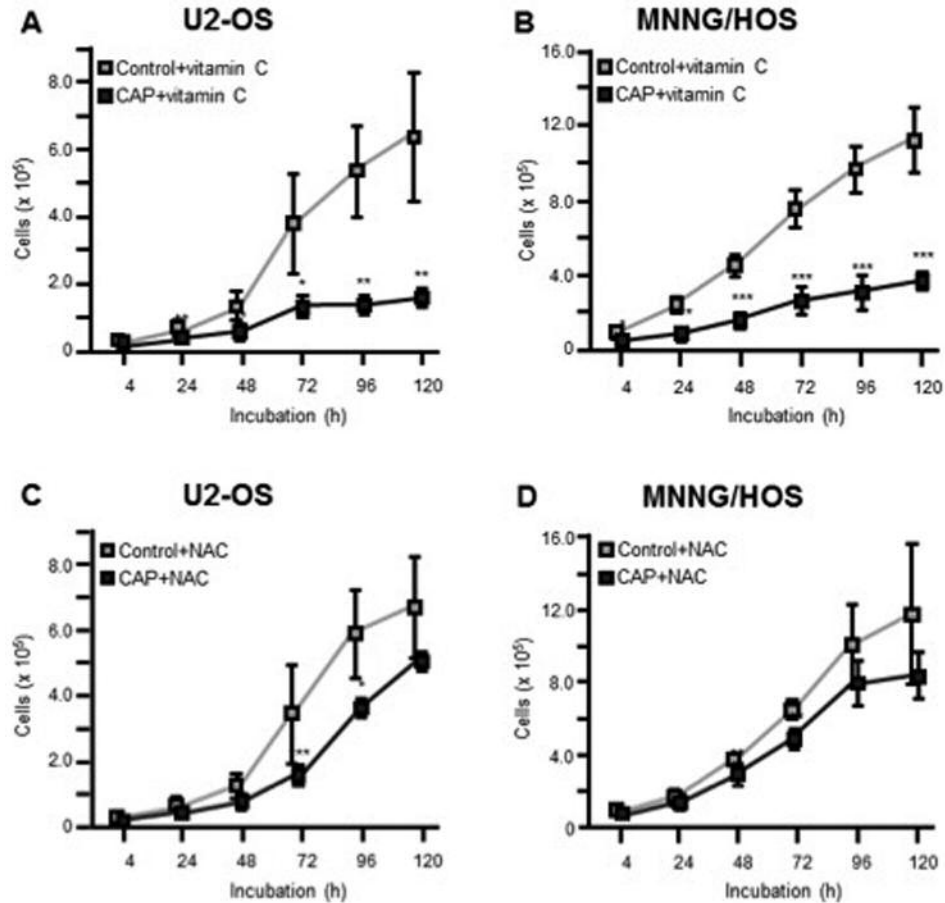 A U2-OS
Control+vitamin C
CAP+vitamin C
8.0
6.0
4.0
2.0
0
Cells (x 10⁵)
** * ** **
4 24 48 72 96 120
Incubation (h)
B MNNG/HOS
Control+vitamin C
CAP+vitamin C
16.0
12.0
8.0
4.0
0
Cells (x 10⁵)
* *** *** *** ***
4 24 48 72 96 120
Incubation (h)
C U2-OS
Control+NAC
CAP+NAC
8.0
6.0
4.0
2.0
0
Cells (x 10⁵)
** *
4 24 48 72 96 120
Incubation (h)
D MNNG/HOS
Control+NAC
CAP+NAC
16.0
12.0
8.0
4.0
0
Cells (x 10⁵)
4 24 48 72 96 120
Incubation (h)